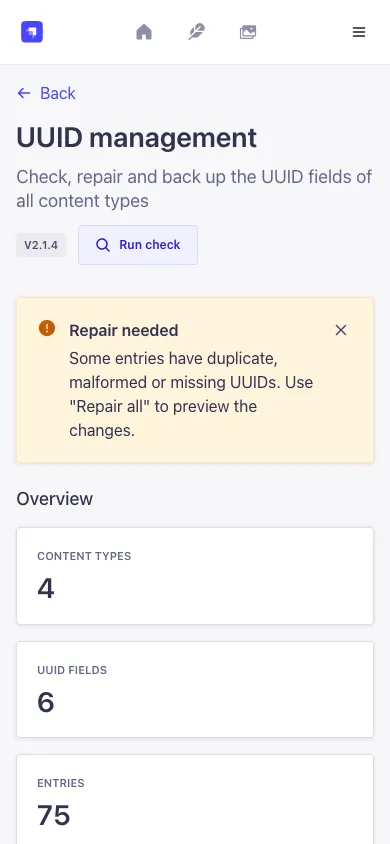 Back
UUID management
Check, repair and back up the UUID fields of
all content types
V2.1.4
Run check
Repair needed
Some entries have duplicate,
malformed or missing UUIDs. Use
"Repair all" to preview the
changes.
Overview
CONTENT TYPES
4
UUID FIELDS
6
ENTRIES
75